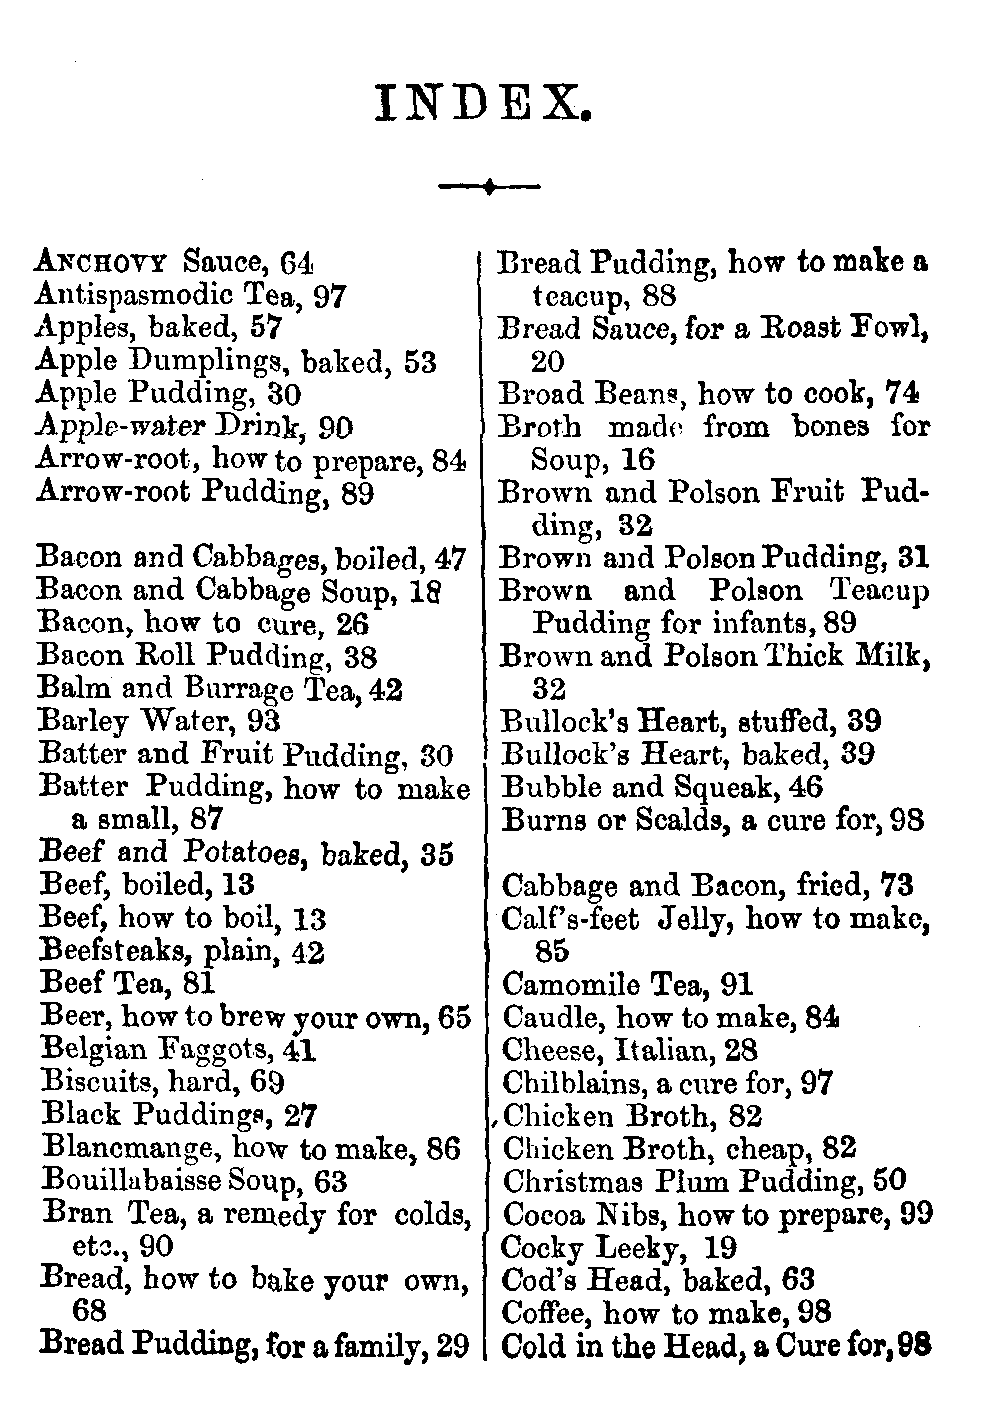 INDEX.
ANCHOVY Sauce, 64
Antispasmodic Tea, 97
Apples, baked, 57
Apple Dumplings, baked, 53
Apple Pudding, 30
Apple-water Drink, 90
Arrow-root, how to prepare, 84
Arrow-root Pudding, 89
Bacon and Cabbages, boiled, 47
Bacon and Cabbage Soup, 18
Bacon, how to cure, 26
Bacon Roll Pudding, 38
Balm and Burrage Tea, 42
Barley Water, 93
Batter and Fruit Pudding, 30
Batter Pudding, how to make
a small, 87
Beef and Potatoes, baked, 35
Beef, boiled, 13
Beef, how to boil, 13
Beefsteaks, plain, 42
Beef Tea, 81
Beer, how to brew your own, 65
Belgian Faggots, 41
Biscuits, hard, 69
Black Puddings, 27
Blancmange, how to make, 86
Bouillabaisse Soup, 63
Bran Tea, a remedy for colds,
etc., 90
Bread, how to bake your own,
68
Bread Pudding, for a family, 29
Bread Pudding, how to make a
teacup, 88
Bread Sauce, for a Roast Fowl,
20
Broad Beans, how to cook, 74
Broth made from bones for
Soup, 16
Brown and Polson Fruit Pud-
ding, 32
Brown and Polson Pudding, 31
Brown and Polson Teacup
Pudding for infants, 89
Brown and Polson Thick Milk,
32
Bullock's Heart, stuffed, 39
Bullock's Heart, baked, 39
Bubble and Squeak, 46
Burns or Scalds, a cure for, 98
Cabbage and Bacon, fried, 73
Calf's-feet Jelly, how to make,
85
Camomile Tea, 91
Caudle, how to make, 84
Cheese, Italian, 28
Chilblains, a cure for, 97
Chicken Broth, 82
Chicken Broth, cheap, 82
Christmas Plum Pudding, 50
Cocoa Nibs, how to prepare, 99
Cocky Leeky, 19
Cod's Head, baked, 63
Coffee, how to make, 98
Cold in the Head, a Cure for, 98